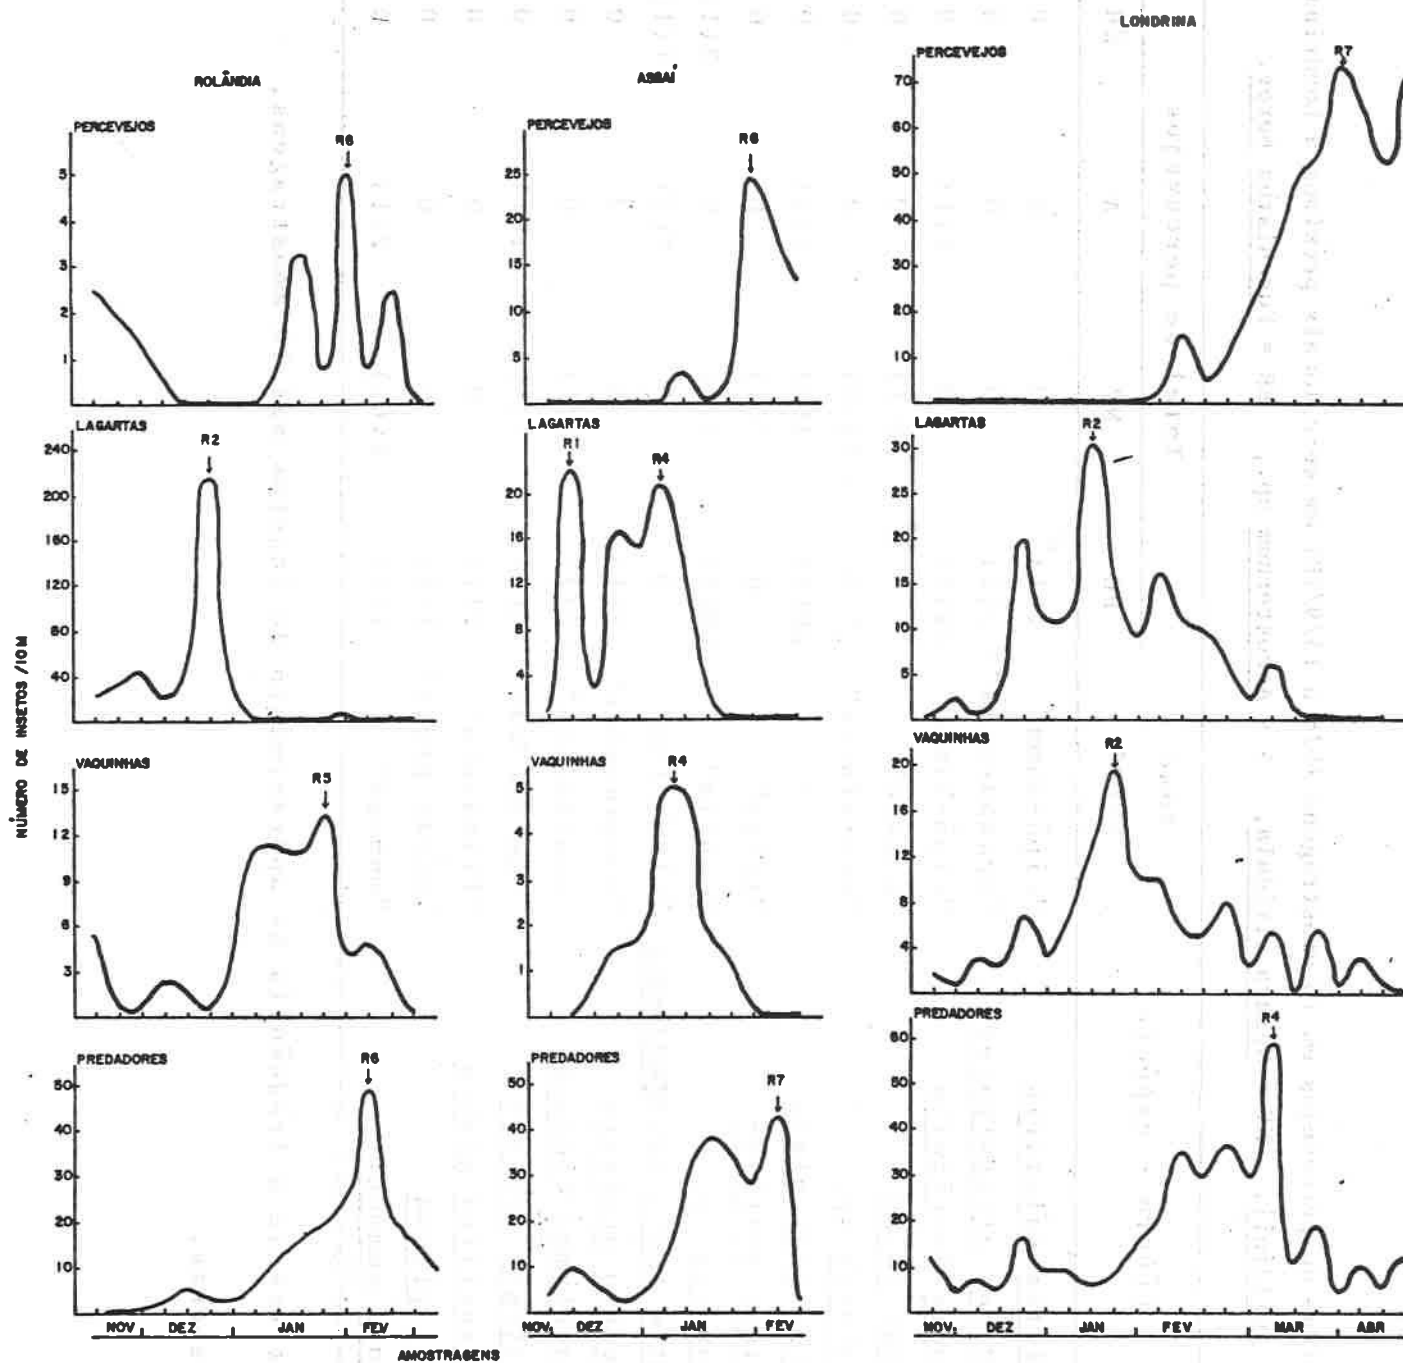 LONDRINA
ROLÂNDIA
ASSAÍ
PERCEVEJOS
R6
5
4
3
2
1
PERCEVEJOS
R6
25
20
15
10
5
PERCEVEJOS
R7
70
60
50
40
30
20
10
LAGARTAS
R2
240
200
160
120
80
40
LAGARTAS
R1
R4
20
16
12
8
4
LAGARTAS
R2
30
25
20
15
10
5
NÚMERO DE INSETOS /10M
VAQUINHAS
R5
15
12
9
6
3
VAQUINHAS
R4
5
4
3
2
1
VAQUINHAS
R2
20
16
12
8
4
PREDADORES
R6
50
40
30
20
10
PREDADORES
R7
50
40
30
20
10
PREDADORES
R4
60
50
40
30
20
10
NOV DEZ JAN FEV
NOV. DEZ JAN FEV
NOV. DEZ JAN FEV MAR ABR
AMOSTRAGENS